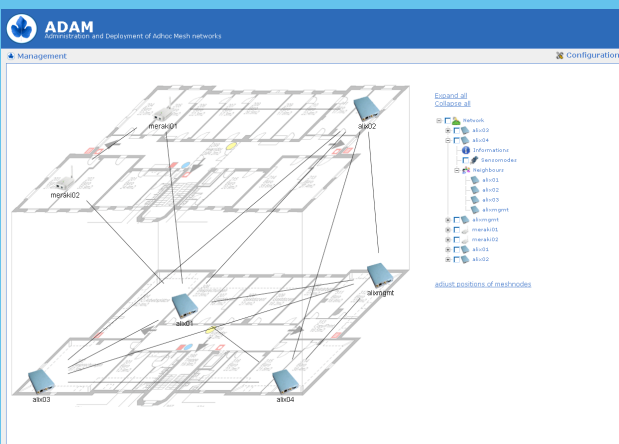 ADAM
Administration and Deployment of Adhoc Mesh networks
Management
Configuration
meraki01
alix02
meraki02
alixmgmt
alix01
alix03
alix04
Expand all
Collapse all
Network
alix03
alix04
Informations
Sensornodes
Neighbours
alix01
alix02
alix03
alixmgmt
alixmgmt
meraki01
meraki02
alix01
alix02
adjust positions of meshnodes